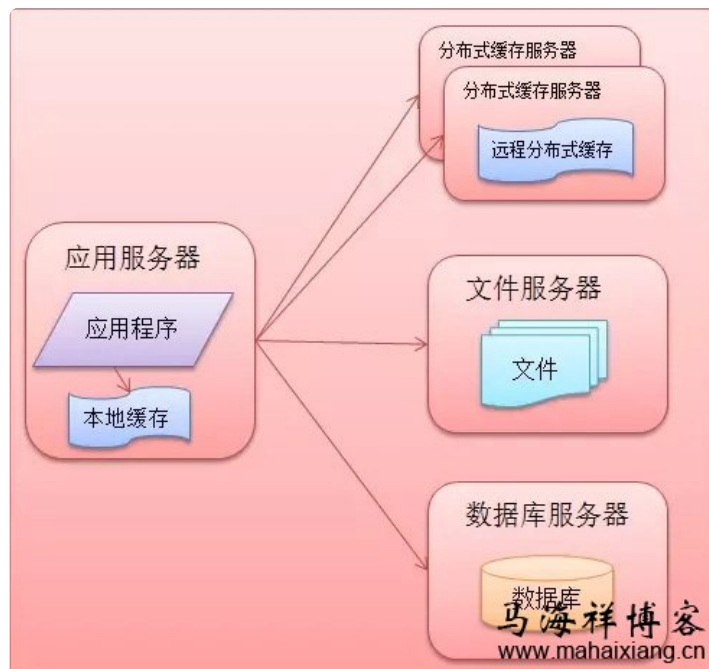 分布式缓存服务器
分布式缓存服务器
远程分布式缓存
应用服务器
应用程序
本地缓存
文件服务器
文件
数据库服务器
数据库
马海祥博客
www.mahaixiang.cn